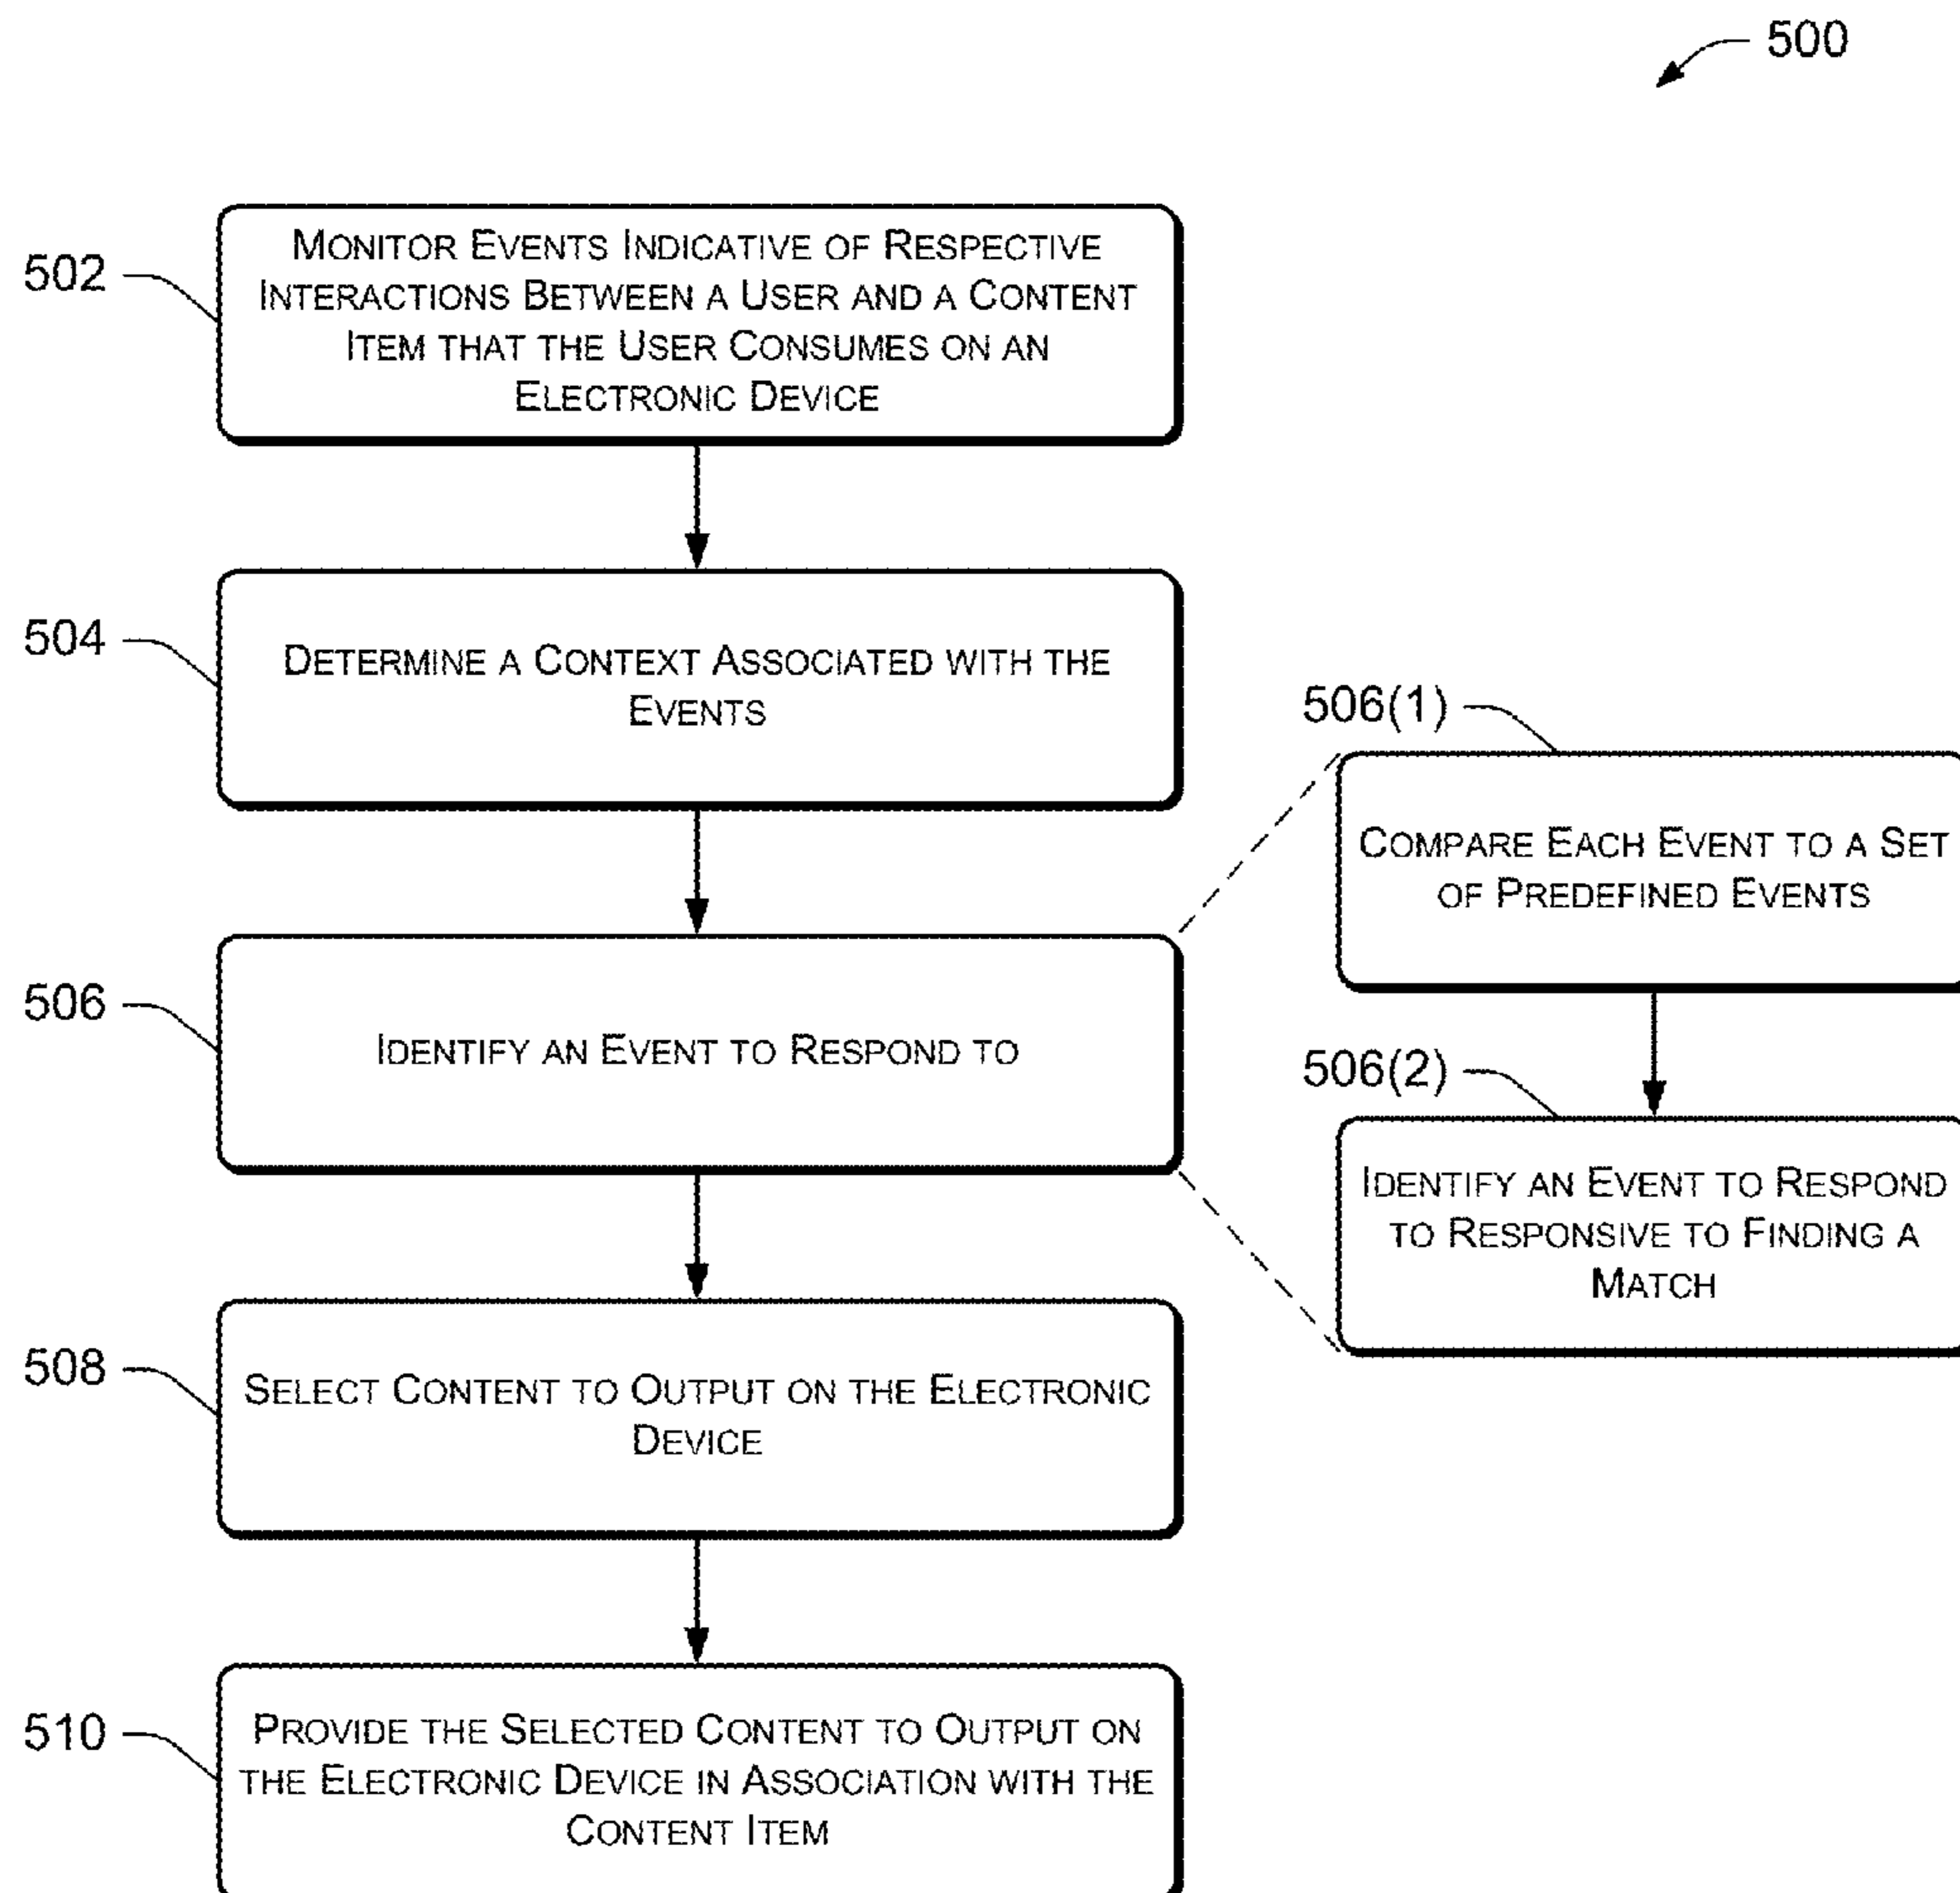 500
502
MONITOR EVENTS INDICATIVE OF RESPECTIVE
INTERACTIONS BETWEEN A USER AND A CONTENT
ITEM THAT THE USER CONSUMES ON AN
ELECTRONIC DEVICE
504
DETERMINE A CONTEXT ASSOCIATED WITH THE
EVENTS
506
IDENTIFY AN EVENT TO RESPOND TO
506(1)
COMPARE EACH EVENT TO A SET
OF PREDEFINED EVENTS
506(2)
IDENTIFY AN EVENT TO RESPOND
TO RESPONSIVE TO FINDING A
MATCH
508
SELECT CONTENT TO OUTPUT ON THE ELECTRONIC
DEVICE
510
PROVIDE THE SELECTED CONTENT TO OUTPUT ON
THE ELECTRONIC DEVICE IN ASSOCIATION WITH THE
CONTENT ITEM